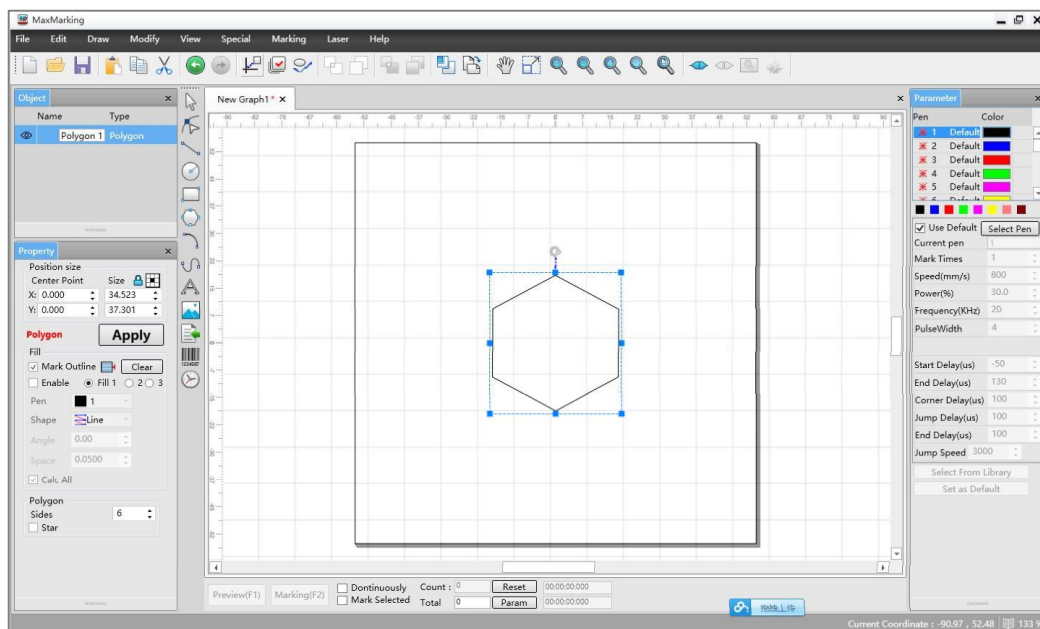 MaxMarking
File Edit Draw Modify View Special Marking Laser Help
Object
Name Type
Polygon 1 Polygon
Property
Position size
Center Point Size
X: 0.000 34.523
Y: 0.000 37.301
Polygon Apply
Fill
Mark Outline Clear
Enable Fill 1 2 3
Pen 1
Shape Line
Angle 0.00
Space 0.0500
Calc All
Polygon
Sides 6
Star
New Graph1*
Preview(F1) Marking(F2)
Dontinuously Count : 0 Reset 00:00:00:000
Mark Selected Total 0 Param 00:00:00:000
拖拽上传
Parameter
Pen Color
1 Default
2 Default
3 Default
4 Default
5 Default
6 Default
Use Default Select Pen
Current pen 1
Mark Times 1
Speed(mm/s) 800
Power(%) 30.0
Frequency(KHz) 20
PulseWidth 4
Start Delay(us) -50
End Delay(us) 130
Corner Delay(us) 100
Jump Delay(us) 100
End Delay(us) 100
Jump Speed 3000
Select From Library
Set as Default
Current Coordinate : -90.97 , 52.48 133 %